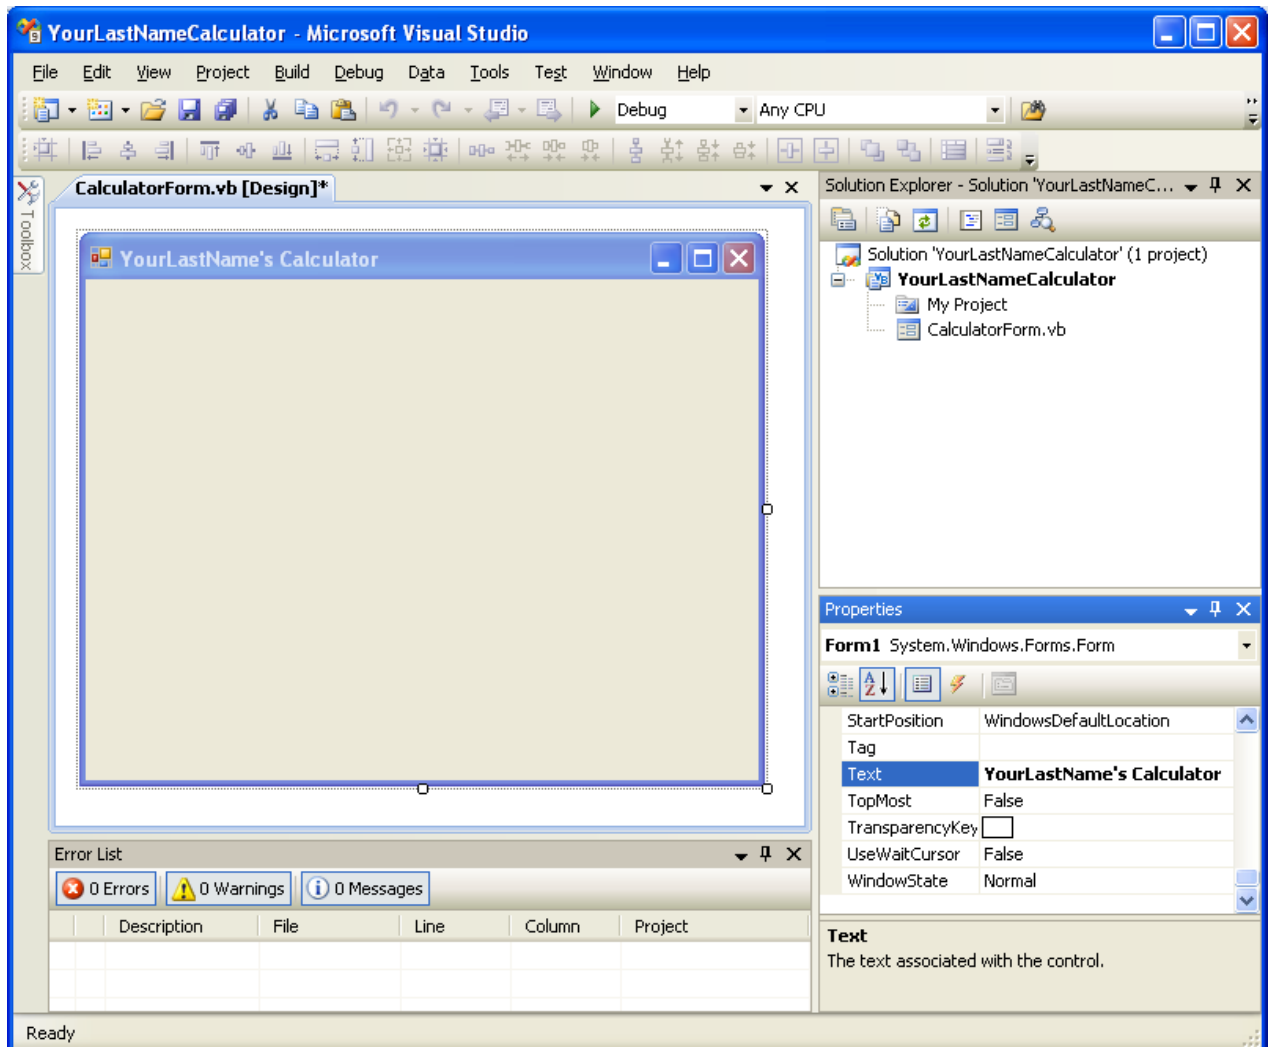 YourLastNameCalculator - Microsoft Visual Studio
File Edit View Project Build Debug Data Tools Test Window Help
Debug Any CPU
Toolbox
CalculatorForm.vb [Design]*
YourLastName's Calculator
Solution Explorer - Solution 'YourLastNameC...
Solution 'YourLastNameCalculator' (1 project)
YourLastNameCalculator
My Project
CalculatorForm.vb
Properties
Form1 System.Windows.Forms.Form
StartPosition WindowsDefaultLocation
Tag
Text YourLastName's Calculator
TopMost False
TransparencyKey
UseWaitCursor False
WindowState Normal
Text
The text associated with the control.
Error List
0 Errors 0 Warnings 0 Messages
Description File Line Column Project
Ready